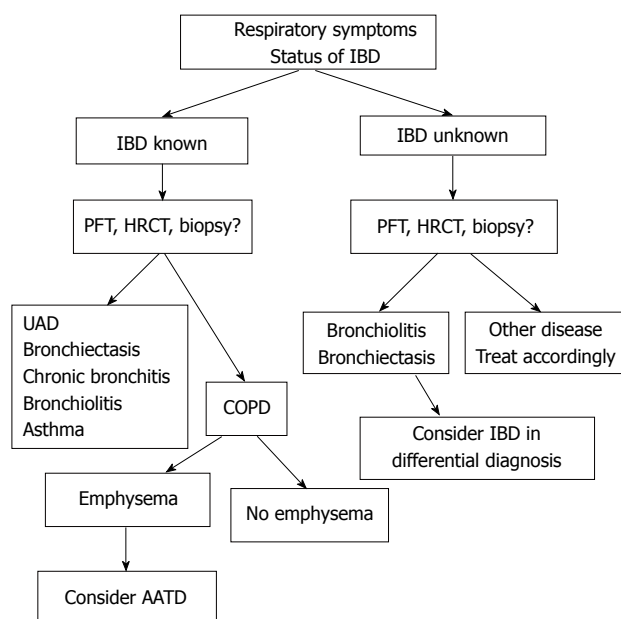 Respiratory symptoms
Status of IBD
IBD known
IBD unknown
PFT, HRCT, biopsy?
PFT, HRCT, biopsy?
UAD
Bronchiectasis
Chronic bronchitis
Bronchiolitis
Asthma
COPD
Bronchiolitis
Bronchiectasis
Other disease
Treat accordingly
Consider IBD in
differential diagnosis
Emphysema
No emphysema
Consider AATD